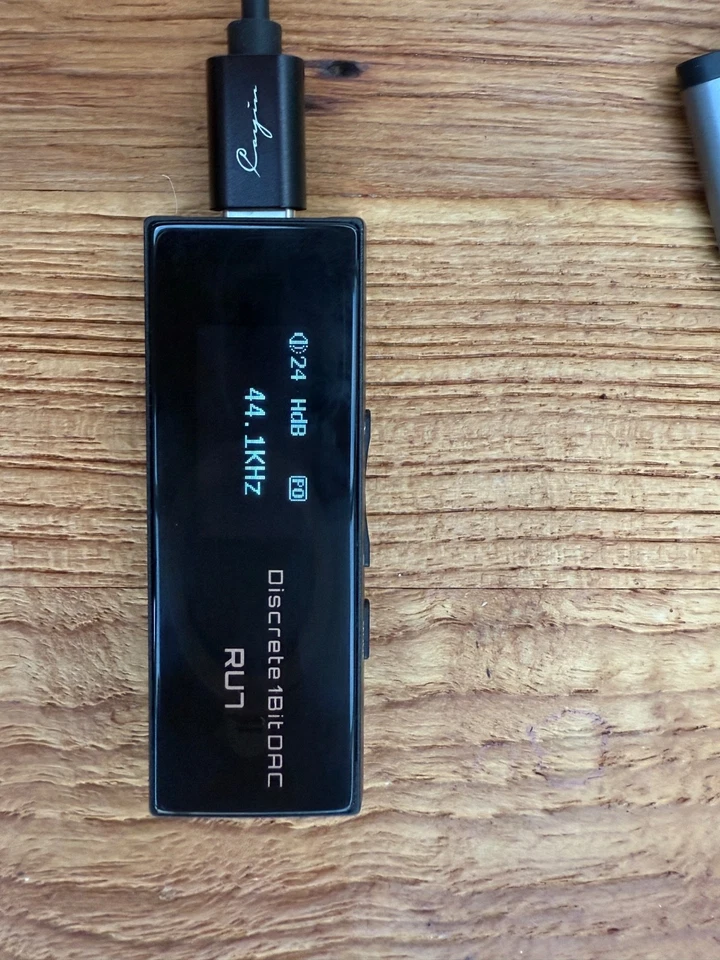 Cayin
24 HdB PO
44.1KHz
Discrete 1Bit DAC
RU7